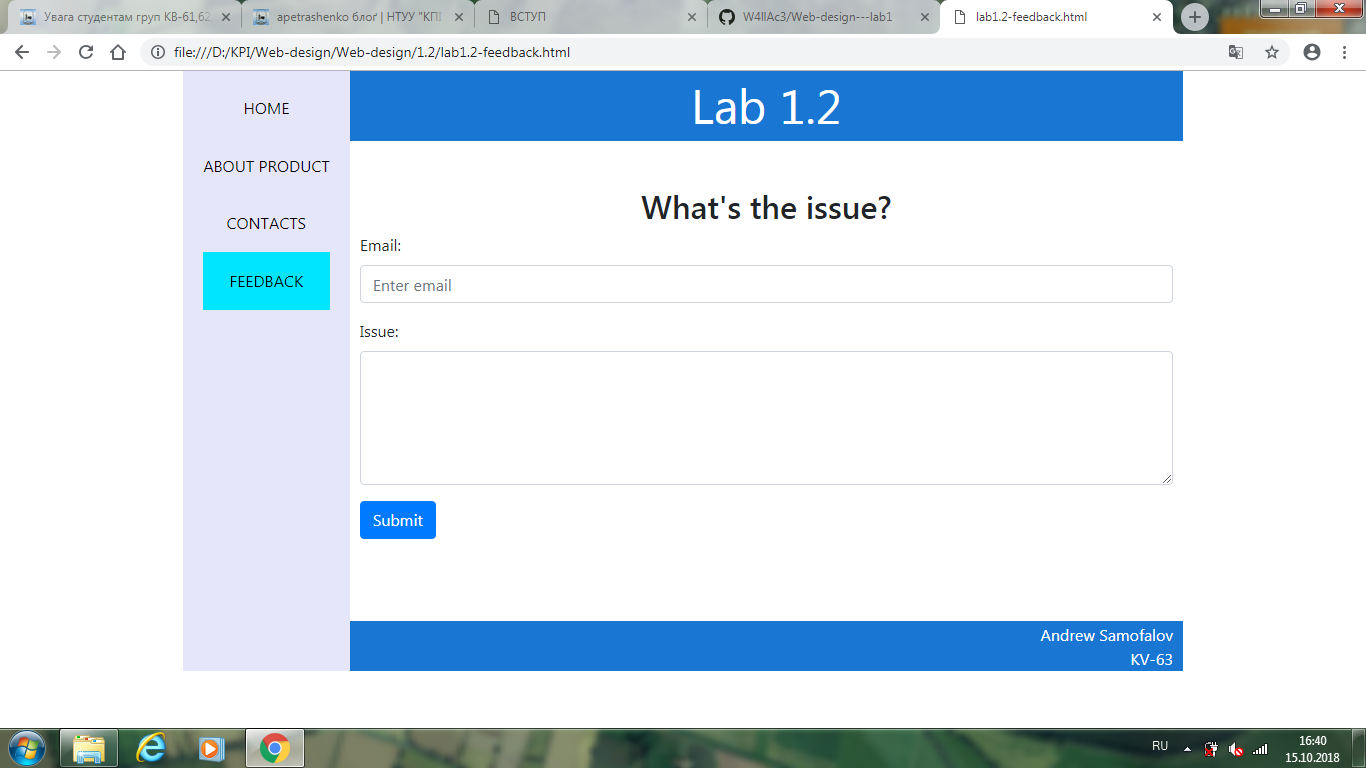 Увага студентам груп КВ-61,62
apetrashenko блоґ | НТУУ "КПІ
ВСТУП
W4llAc3/Web-design---lab1
lab1.2-feedback.html
file:///D:/KPI/Web-design/Web-design/1.2/lab1.2-feedback.html
HOME
ABOUT PRODUCT
CONTACTS
FEEDBACK
Lab 1.2
What's the issue?
Email:
Enter email
Issue:
Submit
Andrew Samofalov
KV-63
RU
16:40
15.10.2018